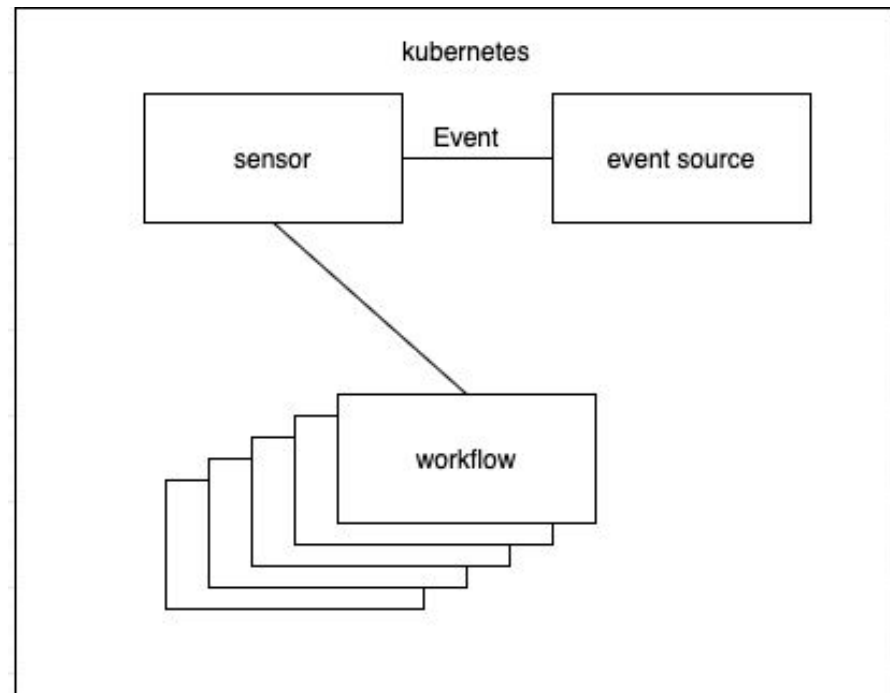 kubernetes
Event
sensor
event source
workflow